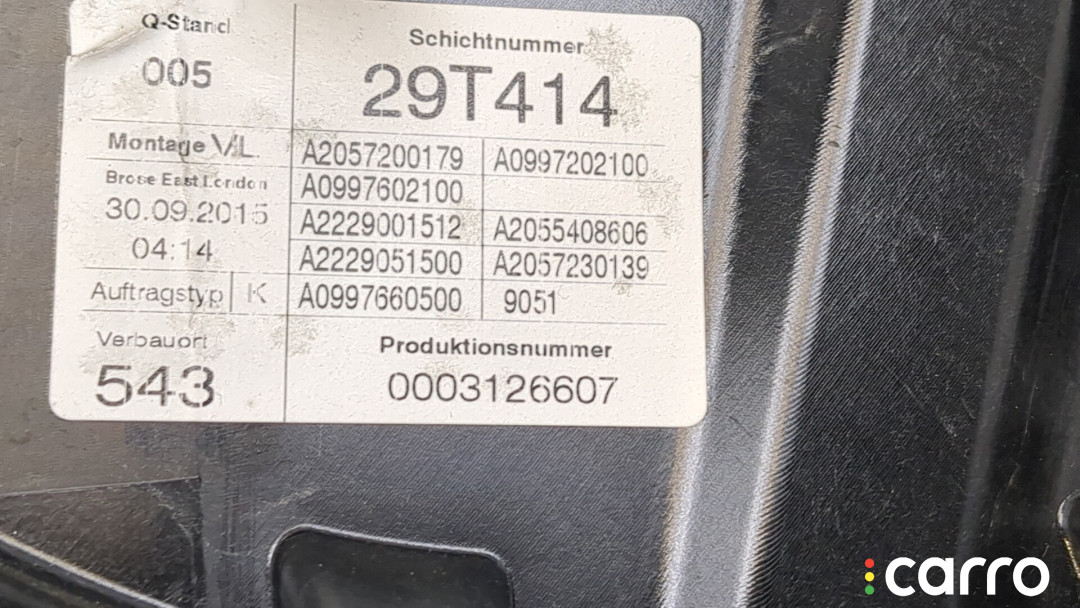 Q-Stand
005
Schichtnummer
29T414
Montage V.L.
Brose East London
30.09.2015
04:14
Auftragstyp K
A2057200179 A0997202100
A0997602100
A2229001512 A2055408606
A2229051500 A2057230139
A0997660500 9051
Verbauort
543
Produktionsnummer
0003126607
carro